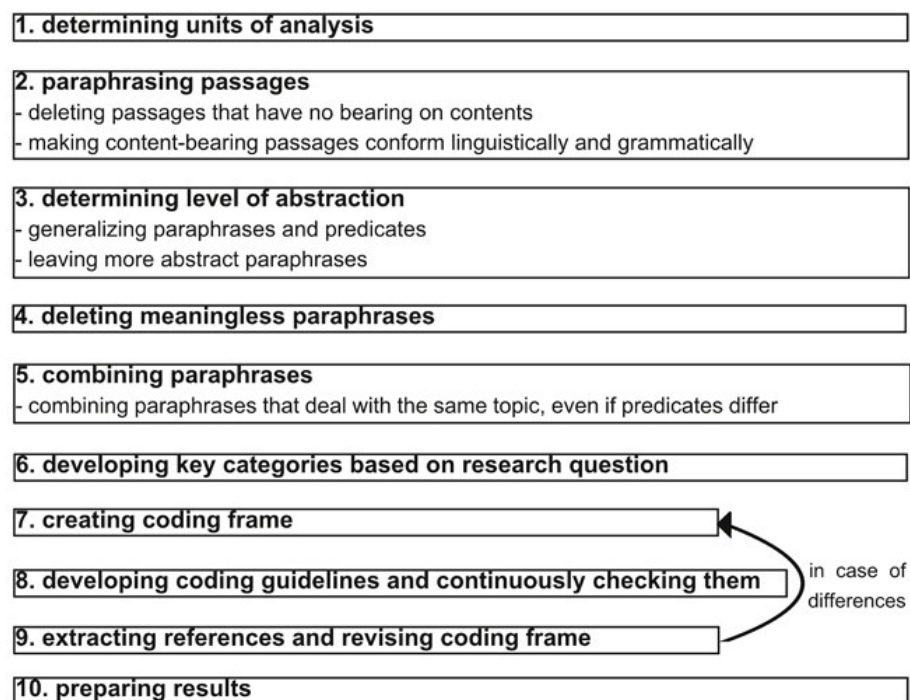 1. determining units of analysis
2. paraphrasing passages
- deleting passages that have no bearing on contents
- making content-bearing passages conform linguistically and grammatically
3. determining level of abstraction
- generalizing paraphrases and predicates
- leaving more abstract paraphrases
4. deleting meaningless paraphrases
5. combining paraphrases
- combining paraphrases that deal with the same topic, even if predicates differ
6. developing key categories based on research question
7. creating coding frame
8. developing coding guidelines and continuously checking them
in case of
differences
9. extracting references and revising coding frame
10. preparing results